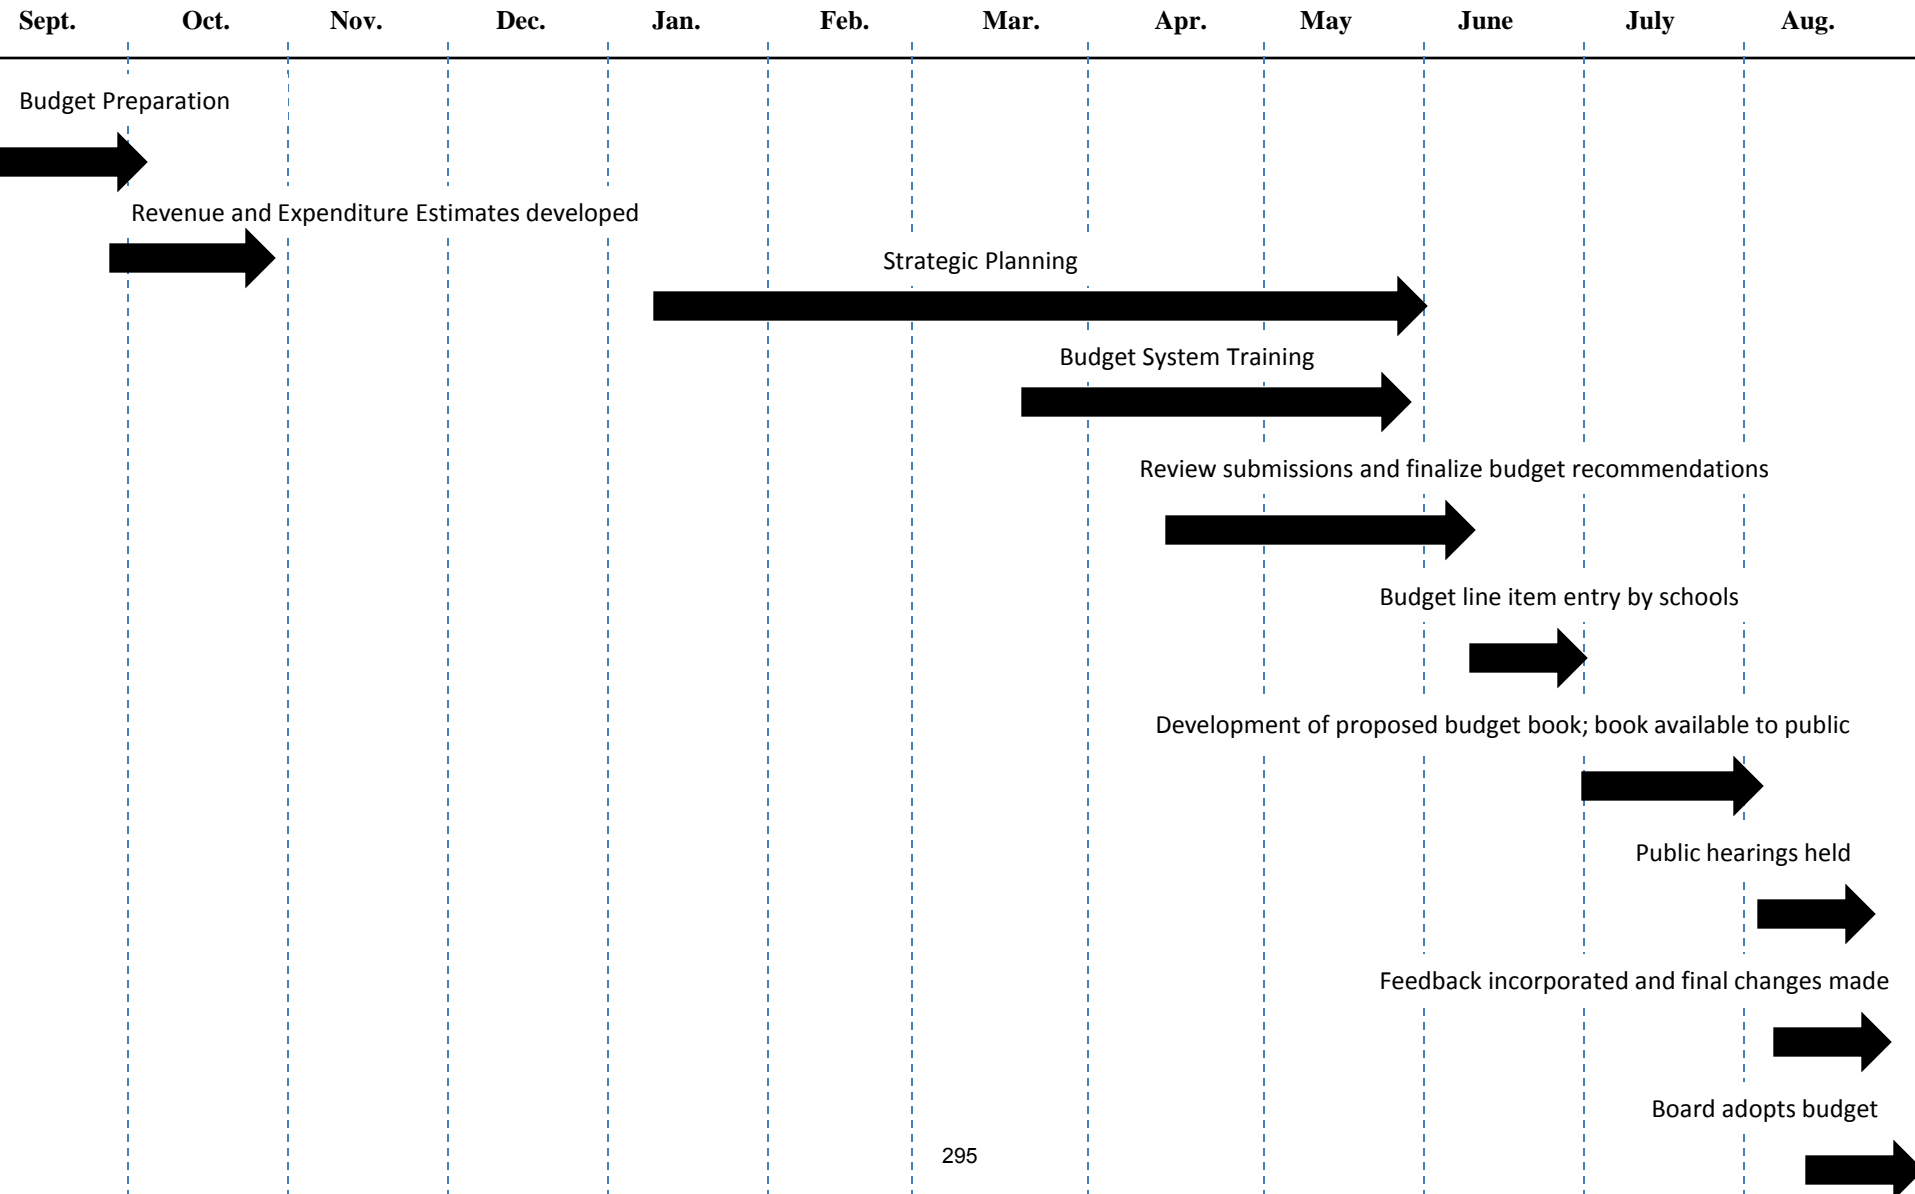 Sept. Oct. Nov. Dec. Jan. Feb. Mar. Apr. May June July Aug.
Budget Preparation
Revenue and Expenditure Estimates developed
Strategic Planning
Budget System Training
Review submissions and finalize budget recommendations
Budget line item entry by schools
Development of proposed budget book; book available to public
Public hearings held
Feedback incorporated and final changes made
Board adopts budget
295